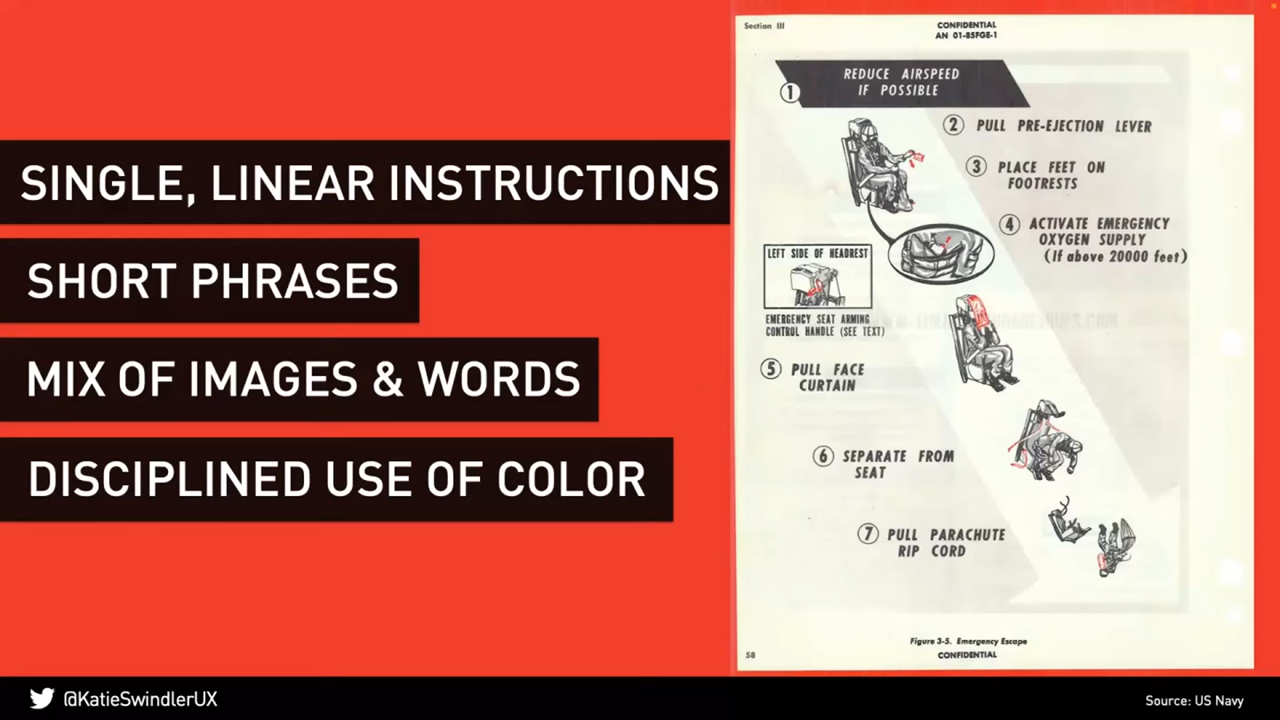 SINGLE, LINEAR INSTRUCTIONS
SHORT PHRASES
MIX OF IMAGES & WORDS
DISCIPLINED USE OF COLOR
Section III
CONFIDENTIAL
AN 01-85FGE-1
1
REDUCE AIRSPEED
IF POSSIBLE
2 PULL PRE-EJECTION LEVER
3 PLACE FEET ON
FOOTRESTS
4 ACTIVATE EMERGENCY
OXYGEN SUPPLY
(If above 20000 feet)
LEFT SIDE OF HEADREST
EMERGENCY SEAT ARMING
CONTROL HANDLE (SEE TEXT)
5 PULL FACE
CURTAIN
6 SEPARATE FROM
SEAT
7 PULL PARACHUTE
RIP CORD
Figure 3-5. Emergency Escape
58
CONFIDENTIAL
@KatieSwindlerUX
Source: US Navy